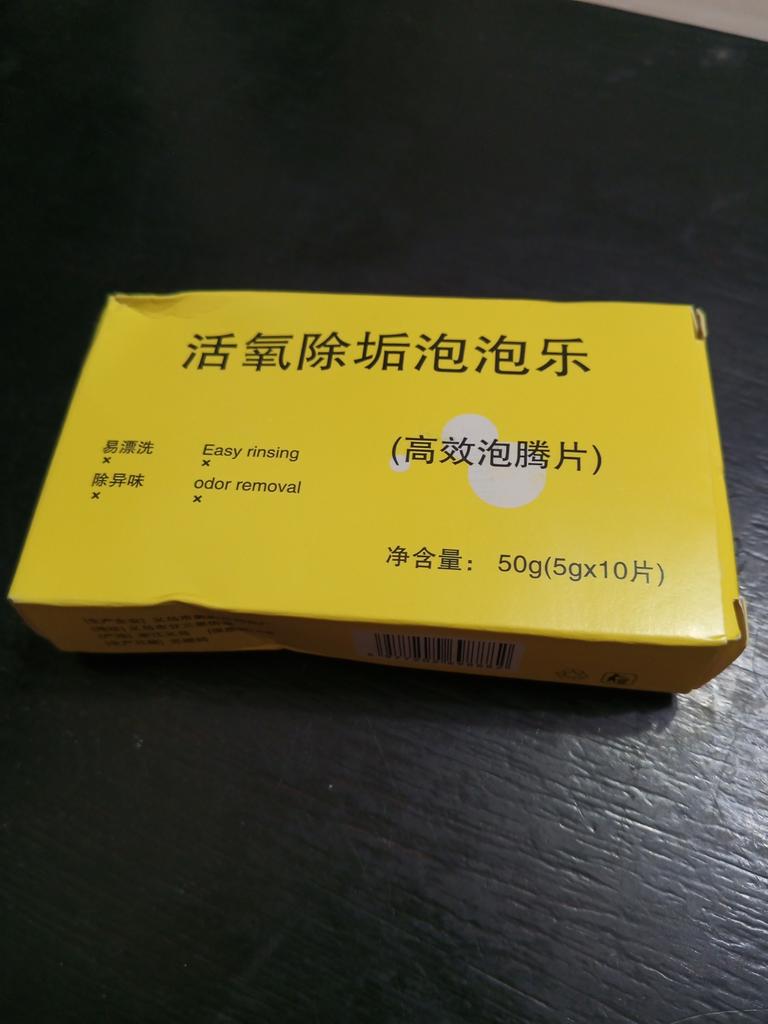 活氧除垢泡泡乐
易漂洗 Easy rinsing
除异味 odor removal
(高效泡腾片)
净含量： 50g(5gx10片)